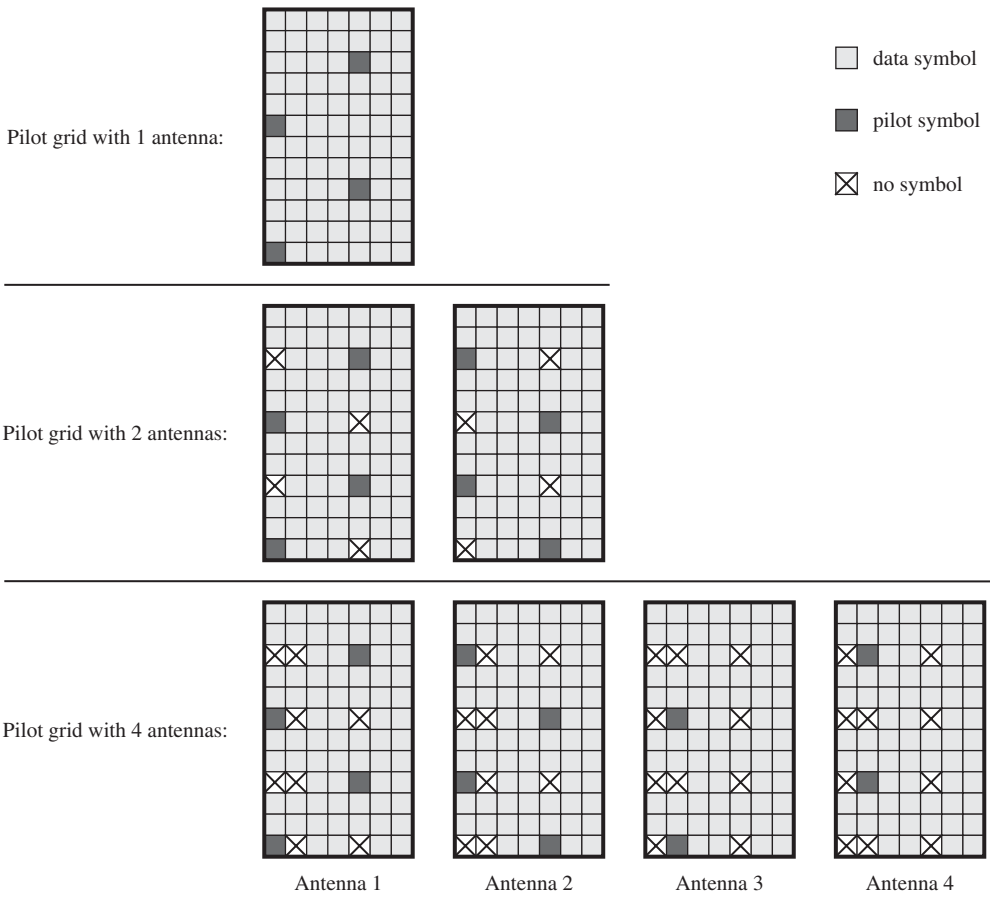 data symbol
pilot symbol
no symbol
Pilot grid with 1 antenna:
Pilot grid with 2 antennas:
Pilot grid with 4 antennas:
Antenna 1
Antenna 2
Antenna 3
Antenna 4